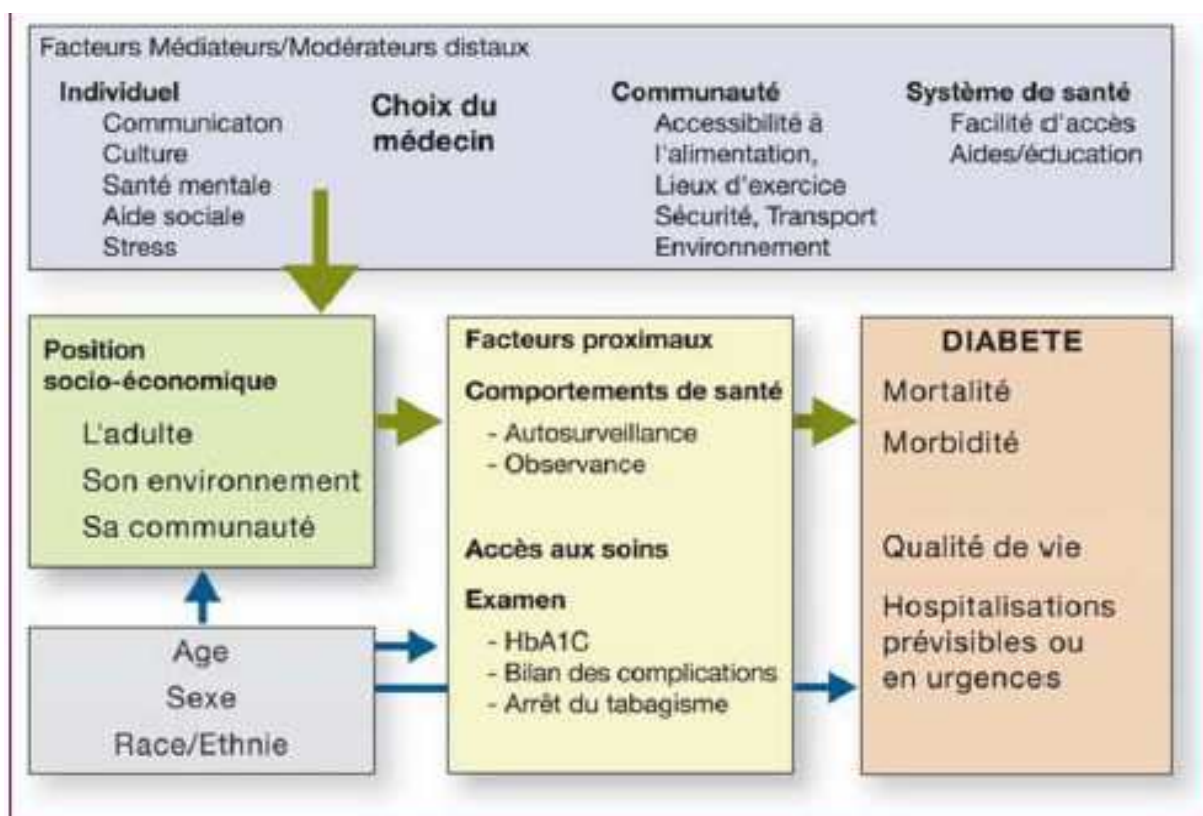 Facteurs Médiateurs/Modérateurs distaux
Individuel
Communicaton
Culture
Santé mentale
Aide sociale
Stress
Choix du
médecin
Communauté
Accessibilité à
l'alimentation,
Lieux d'exercice
Sécurité, Transport
Environnement
Système de santé
Facilité d'accès
Aides/éducation
Position
socio-économique
L'adulte
Son environnement
Sa communauté
Age
Sexe
Race/Ethnie
Facteurs proximaux
Comportements de santé
- Autosurveillance
- Observance
Accès aux soins
Examen
- HbA1C
- Bilan des complications
- Arrêt du tabagisme
DIABETE
Mortalité
Morbidité
Qualité de vie
Hospitalisations
prévisibles ou
en urgences